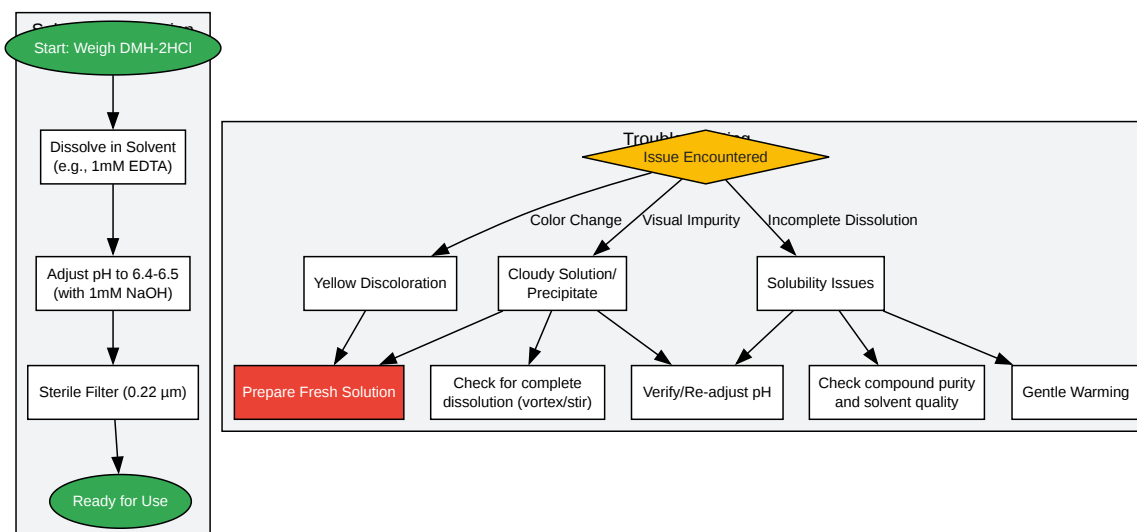 Start: Weigh DMH-2HCl
Dissolve in Solvent
(e.g., 1mM EDTA)
Adjust pH to 6.4-6.5
(with 1mM NaOH)
Sterile Filter (0.22 µm)
Ready for Use
Issue Encountered
Color Change
Visual Impurity
Incomplete Dissolution
Yellow Discoloration
Cloudy Solution/
Precipitate
Solubility Issues
Prepare Fresh Solution
Check for complete
dissolution (vortex/stir)
Verify/Re-adjust pH
Check compound purity
and solvent quality
Gentle Warming